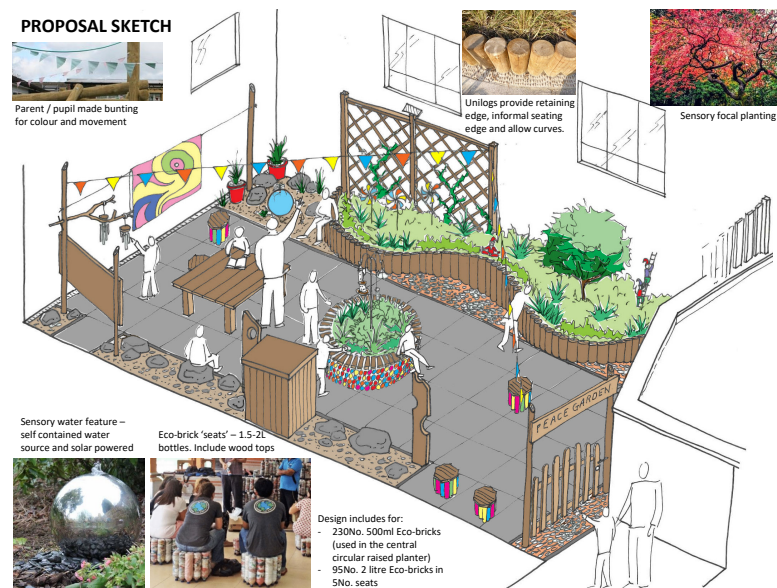 PROPOSAL SKETCH
Parent / pupil made bunting
for colour and movement
Unilogs provide retaining
edge, informal seating
edge and allow curves.
Sensory focal planting
PEACE GARDEN
Sensory water feature –
self contained water
source and solar powered
Eco-brick ‘seats’ – 1.5-2L
bottles. Include wood tops
Design includes for:
- 230No. 500ml Eco-bricks
(used in the central
circular raised planter)
- 95No. 2 litre Eco-bricks in
5No. seats